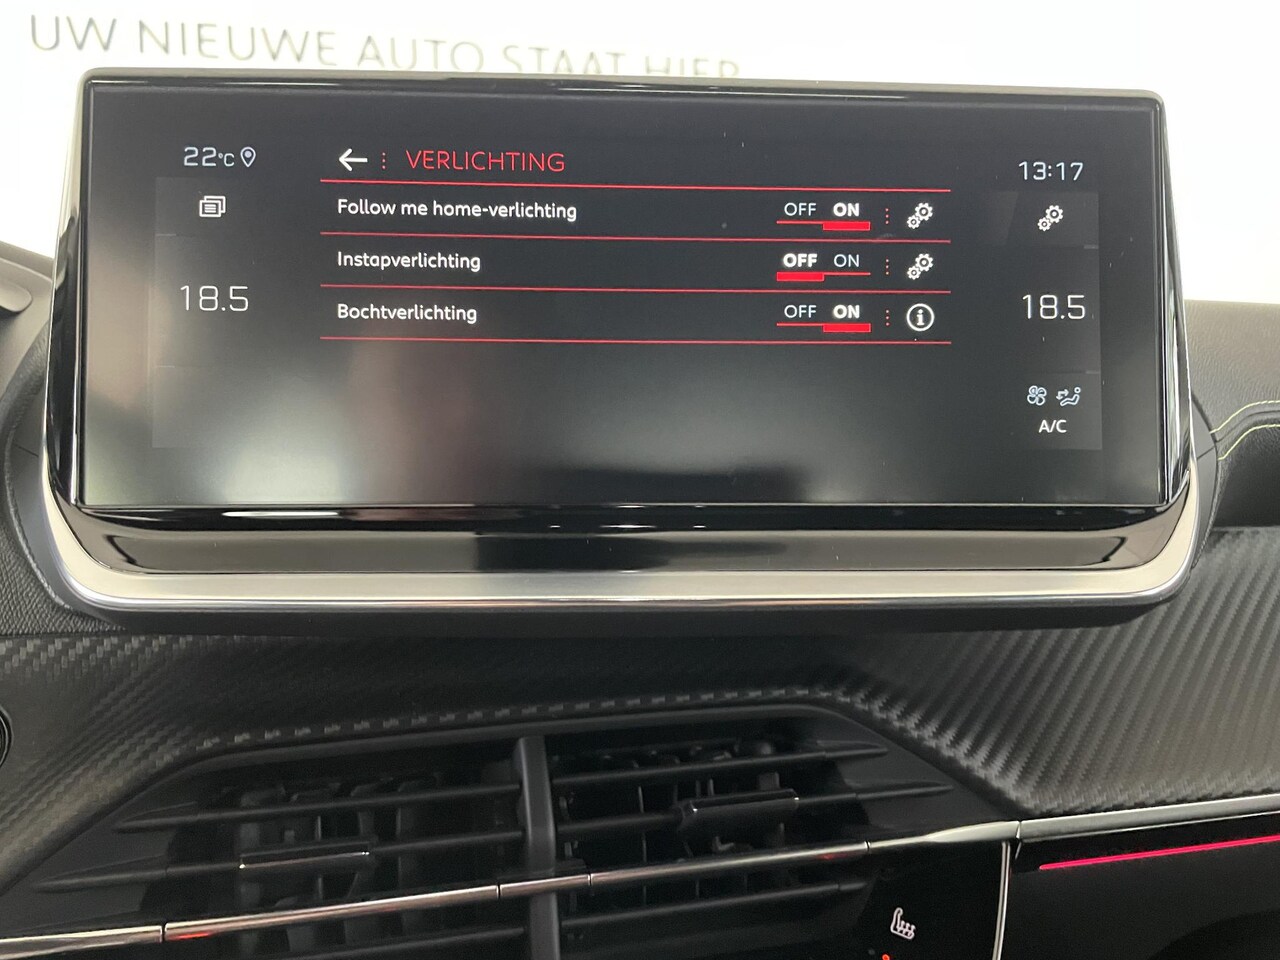 UW NIEUWE AUTO STAAT HIER
22°C
VERLICHTING
13:17
Follow me home-verlichting
OFF ON
Instapverlichting
OFF ON
18.5
18.5
Bochtverlichting
OFF ON
A/C